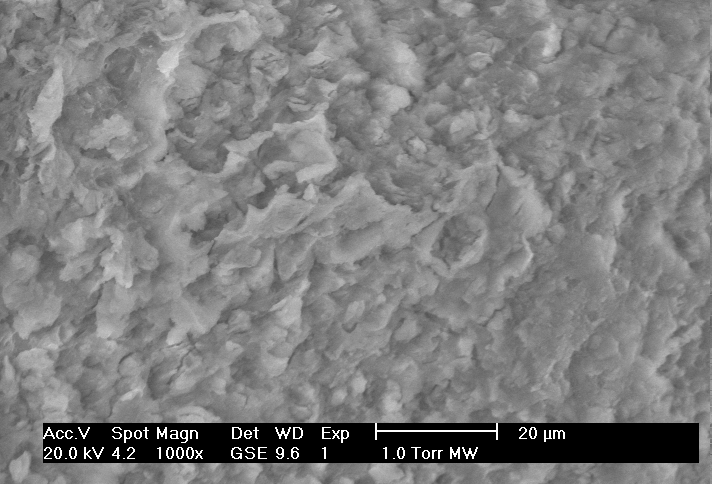 Acc.V Spot Magn Det WD Exp 20 µm
20.0 kV 4.2 1000x GSE 9.6 1 1.0 Torr MW